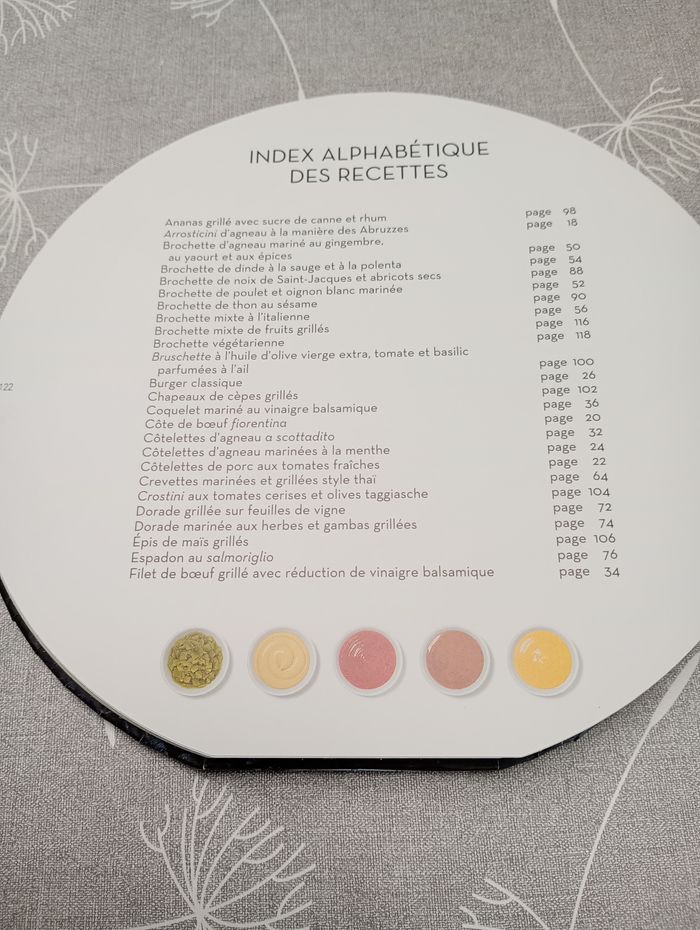 INDEX ALPHABÉTIQUE
DES RECETTES
Ananas grillé avec sucre de canne et rhum page 98
Arrosticini d'agneau à la manière des Abruzzes page 18
Brochette d'agneau mariné au gingembre,
au yaourt et aux épices page 50
Brochette de dinde à la sauge et à la polenta page 54
Brochette de noix de Saint-Jacques et abricots secs page 88
Brochette de poulet et oignon blanc marinée page 52
Brochette de thon au sésame page 90
Brochette mixte à l'italienne page 56
Brochette mixte de fruits grillés page 116
Brochette végétarienne page 118
Bruschette à l'huile d'olive vierge extra, tomate et basilic
parfumées à l'ail page 100
Burger classique page 26
Chapeaux de cèpes grillés page 102
Coquelet mariné au vinaigre balsamique page 36
Côte de bœuf fiorentina page 20
Côtelettes d'agneau a scottadito page 32
Côtelettes d'agneau marinées à la menthe page 24
Côtelettes de porc aux tomates fraîches page 22
Crevettes marinées et grillées style thaï page 64
Crostini aux tomates cerises et olives taggiasche page 104
Dorade grillée sur feuilles de vigne page 72
Dorade marinée aux herbes et gambas grillées page 74
Épis de maïs grillés page 106
Espadon au salmoriglio page 76
Filet de bœuf grillé avec réduction de vinaigre balsamique page 34
122